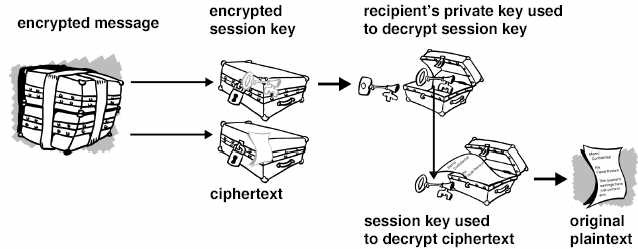 encrypted message
encrypted
session key
recipient's private key used
to decrypt session key
ciphertext
session key used
to decrypt ciphertext
original
plaintext